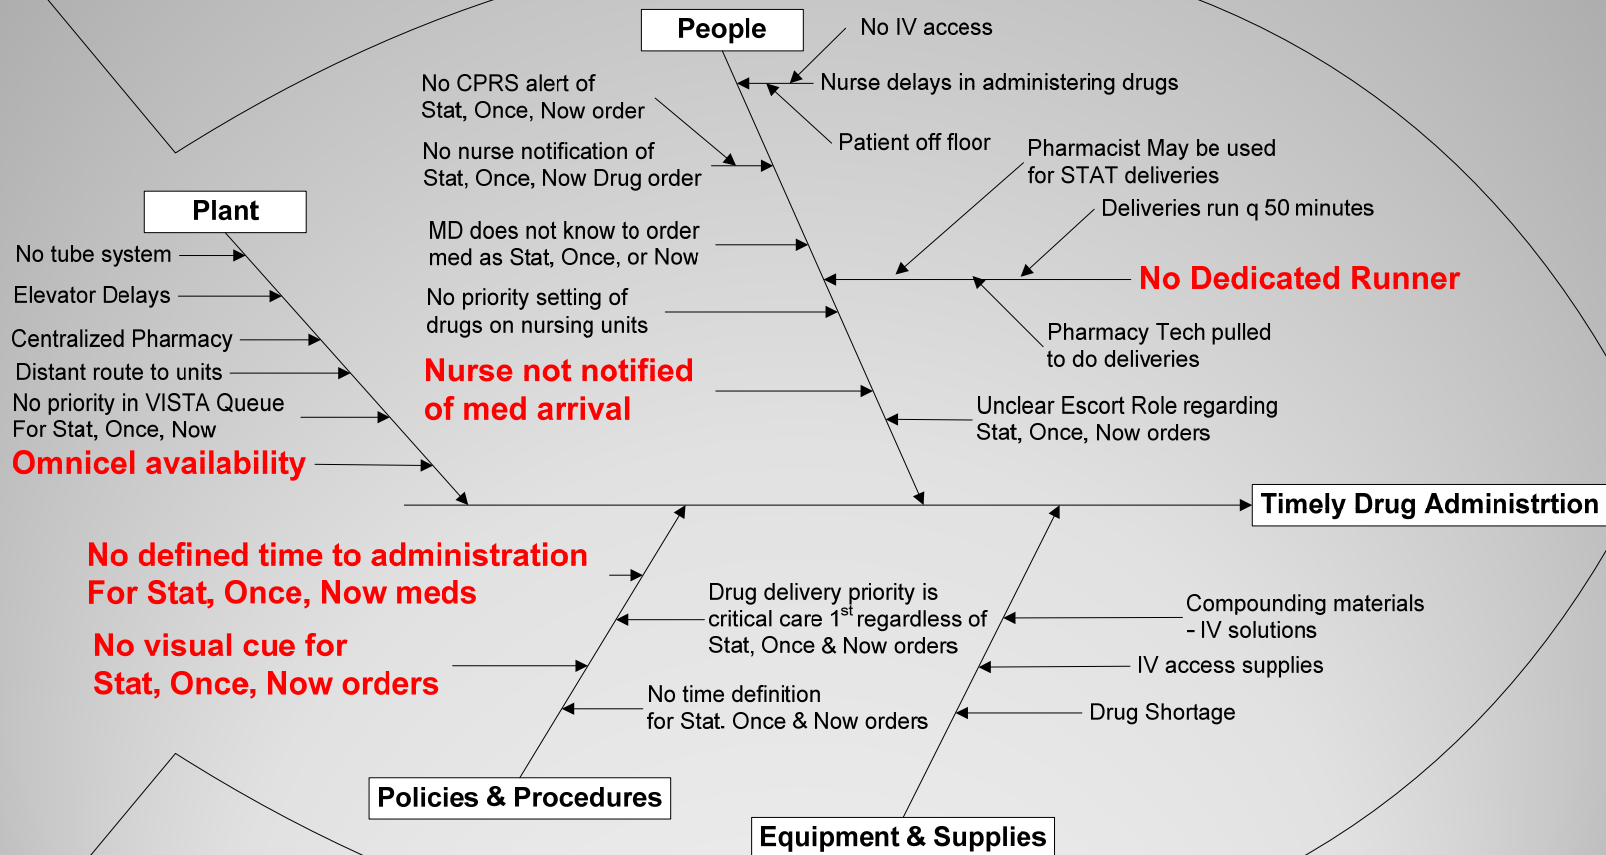 People
No IV access
Nurse delays in administering drugs
Patient off floor
No CPRS alert of
Stat, Once, Now order
No nurse notification of
Stat, Once, Now Drug order
MD does not know to order
med as Stat, Once, or Now
No priority setting of
drugs on nursing units
Nurse not notified
of med arrival
Pharmacist May be used
for STAT deliveries
Deliveries run q 50 minutes
No Dedicated Runner
Pharmacy Tech pulled
to do deliveries
Unclear Escort Role regarding
Stat, Once, Now orders
Plant
No tube system
Elevator Delays
Centralized Pharmacy
Distant route to units
No priority in VISTA Queue
For Stat, Once, Now
Omnicel availability
Timely Drug Administrtion
No defined time to administration
For Stat, Once, Now meds
No visual cue for
Stat, Once, Now orders
Drug delivery priority is
critical care 1st regardless of
Stat, Once & Now orders
No time definition
for Stat. Once & Now orders
Policies & Procedures
Compounding materials
- IV solutions
IV access supplies
Drug Shortage
Equipment & Supplies